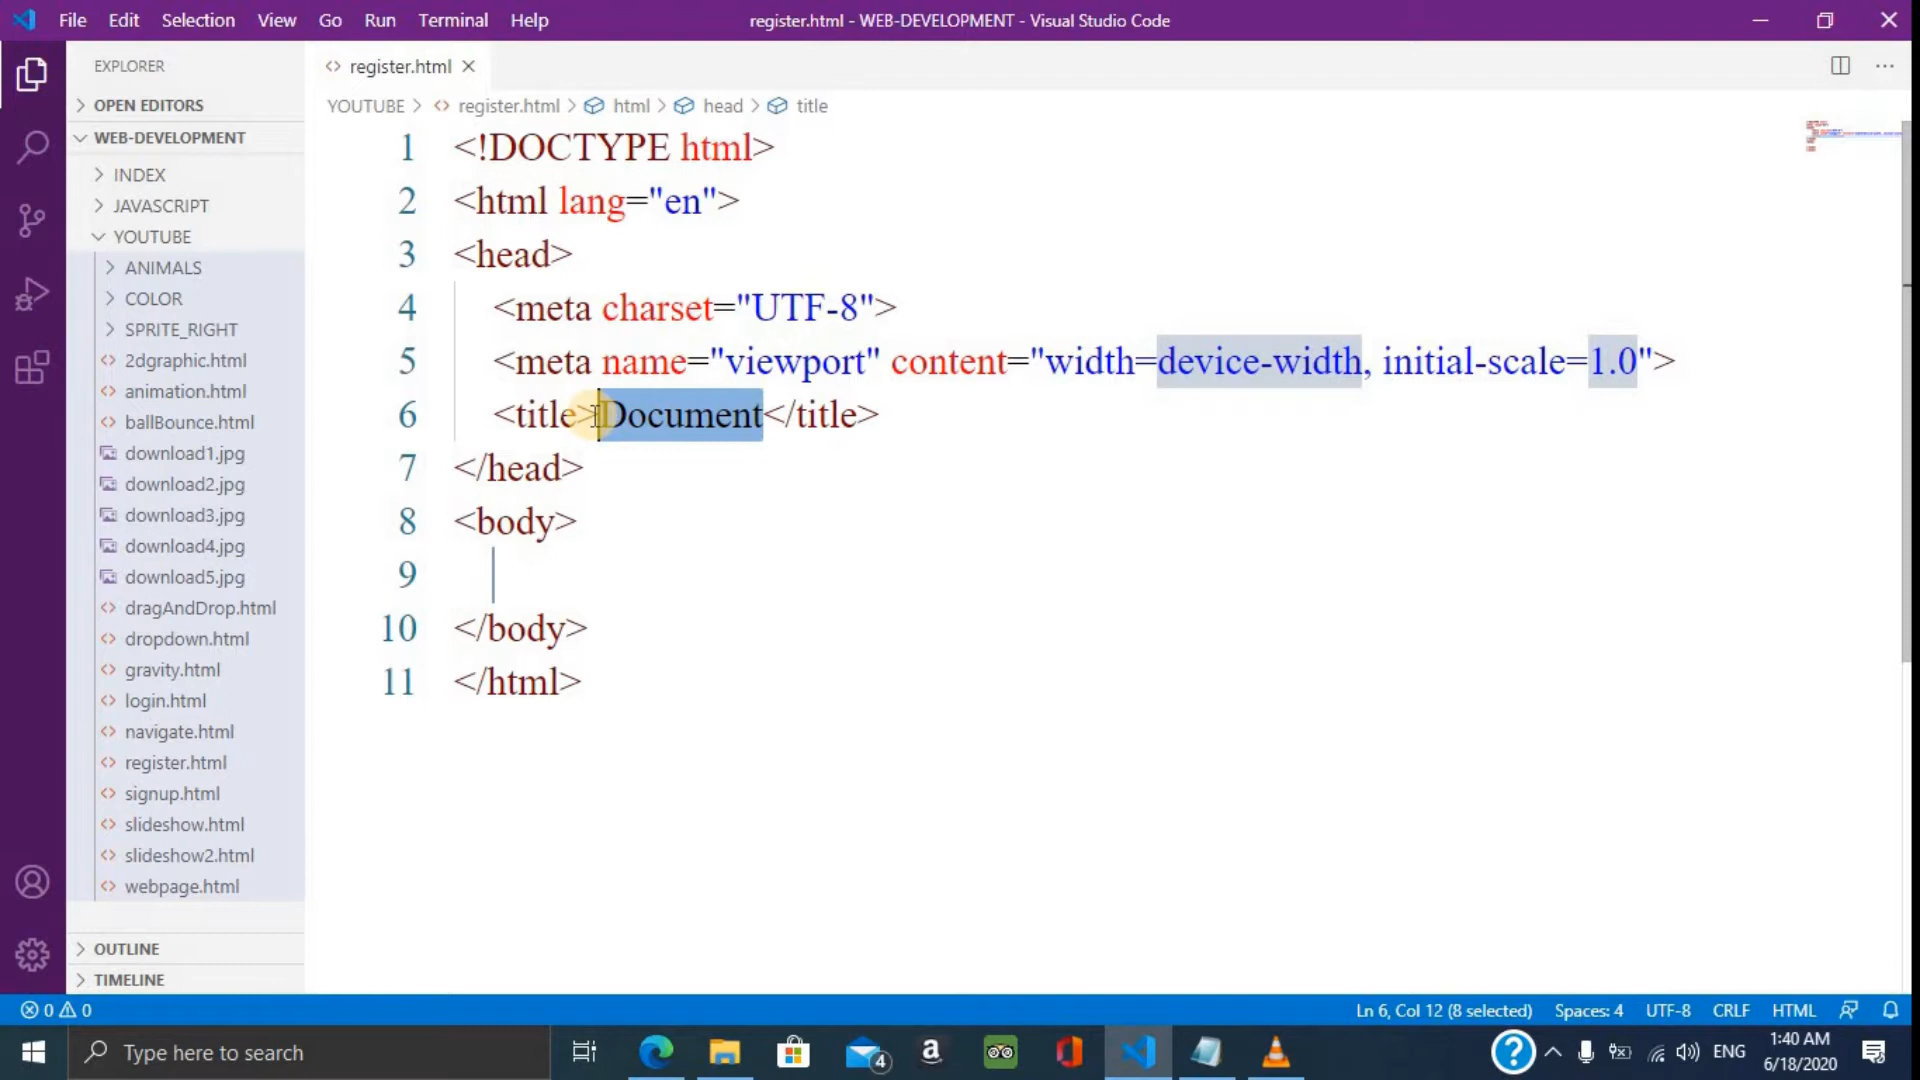 File Edit Selection View Go Run Terminal Help register.html - WEB-DEVELOPMENT - Visual Studio Code
EXPLORER
OPEN EDITORS
WEB-DEVELOPMENT
INDEX
JAVASCRIPT
YOUTUBE
ANIMALS
COLOR
SPRITE_RIGHT
2dgraphic.html
animation.html
ballBounce.html
download1.jpg
download2.jpg
download3.jpg
download4.jpg
download5.jpg
dragAndDrop.html
dropdown.html
gravity.html
login.html
navigate.html
register.html
signup.html
slideshow.html
slideshow2.html
webpage.html
OUTLINE
TIMELINE
register.html
YOUTUBE > register.html > html > head > title
1 <!DOCTYPE html>
2 <html lang="en">
3 <head>
4 <meta charset="UTF-8">
5 <meta name="viewport" content="width=device-width, initial-scale=1.0">
6 <title>Document</title>
7 </head>
8 <body>
9
10 </body>
11 </html>
0 0 Ln 6, Col 12 (8 selected) Spaces: 4 UTF-8 CRLF HTML
Type here to search 4 a ? ENG 1:40 AM
6/18/2020